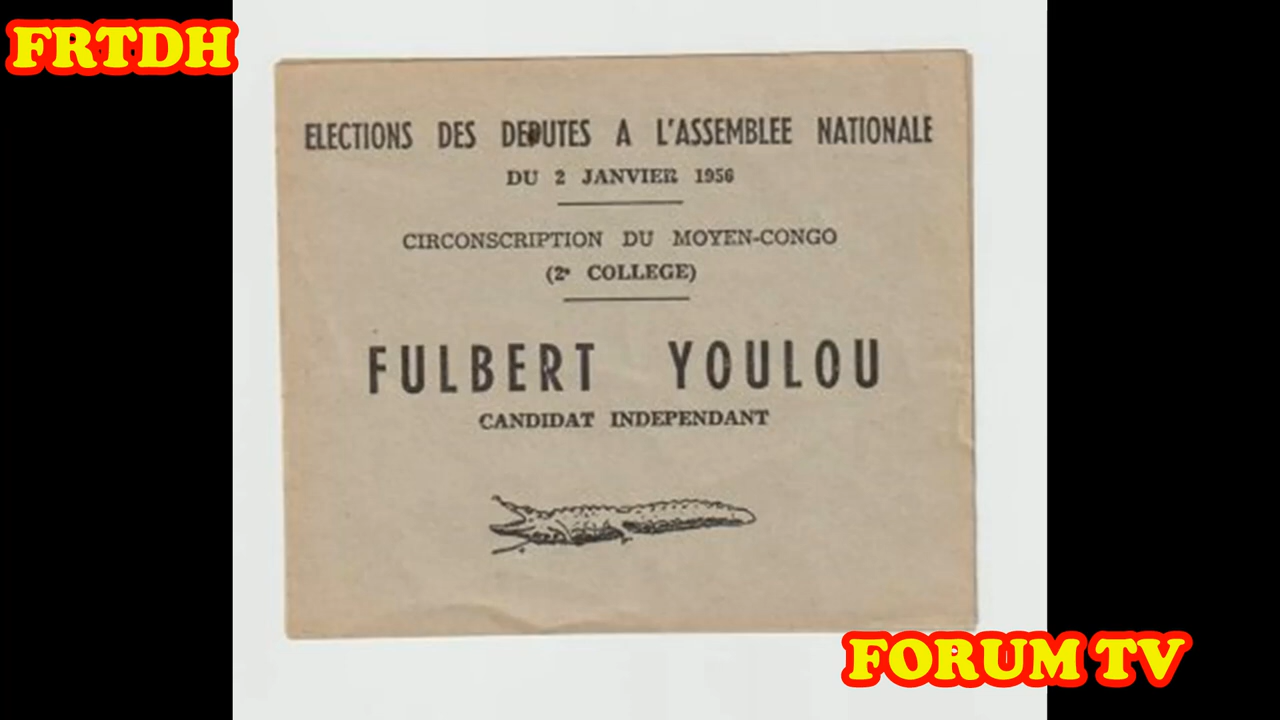 FRTDH
ELECTIONS DES DEPUTES A L'ASSEMBLEE NATIONALE
DU 2 JANVIER 1956
CIRCONSCRIPTION DU MOYEN-CONGO
(2e COLLEGE)
FULBERT YOULOU
CANDIDAT INDEPENDANT
FORUM TV